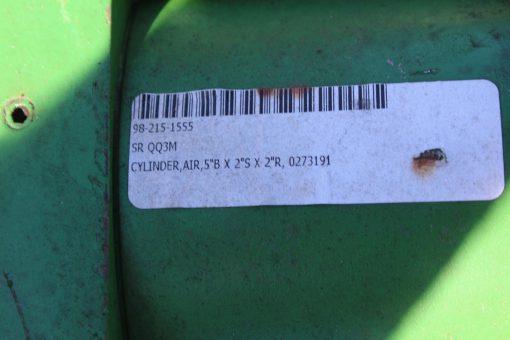 98-215-1555
SR QQ3M
CYLINDER,AIR,5"B X 2"S X 2"R, 0273191